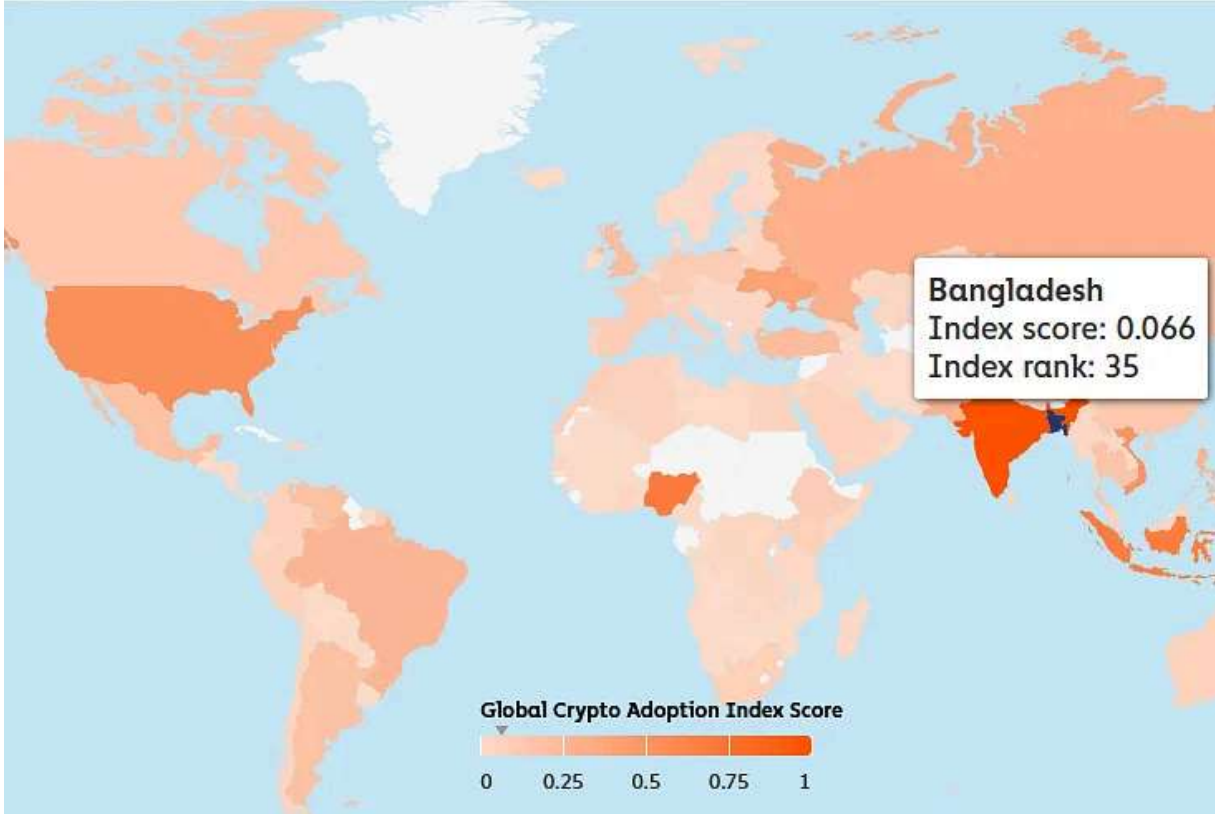 Bangladesh
Index score: 0.066
Index rank: 35
Global Crypto Adoption Index Score
0 0.25 0.5 0.75 1